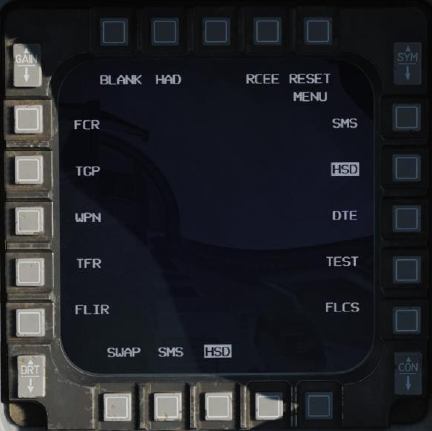 GAIN
SYM
BLANK HAD RCEE RESET
MENU
FCR SMS
TGP HSD
WPN DTE
TFR TEST
FLIR FLCS
SWAP SMS HSD
BRT
CON